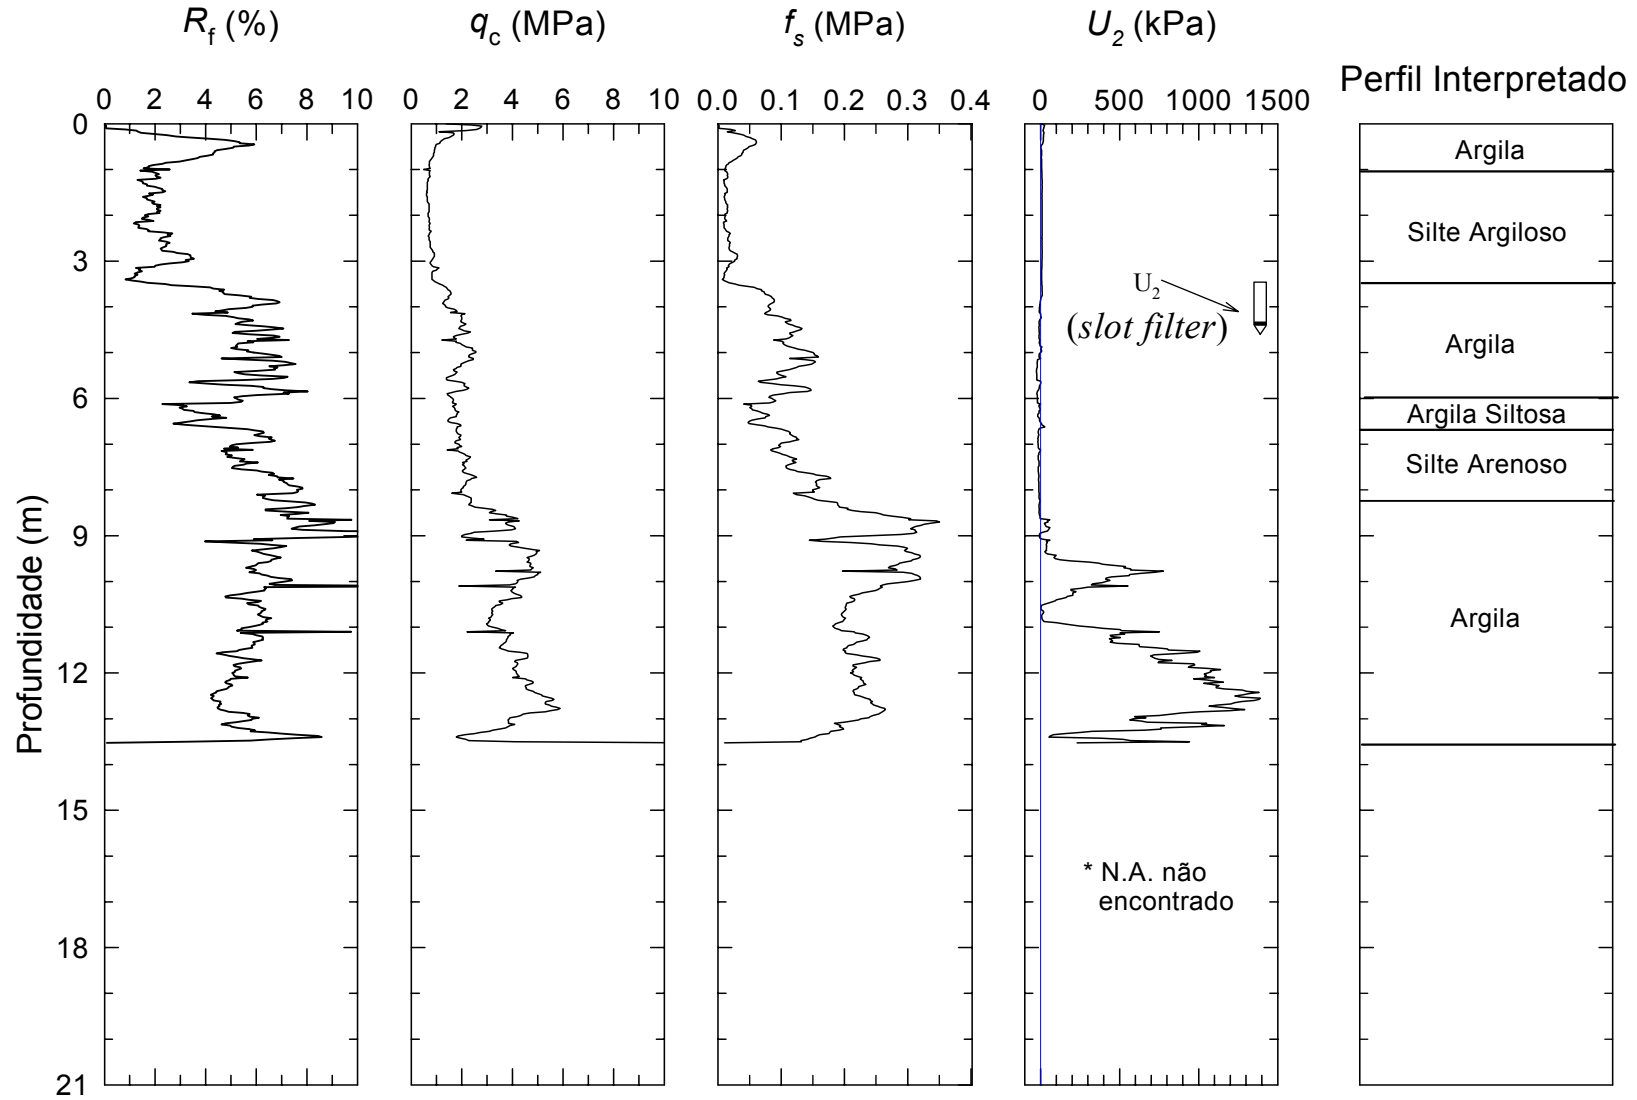 Rf (%)
qc (MPa)
fs (MPa)
U2 (kPa)
Perfil Interpretado
0 2 4 6 8 10
0 2 4 6 8 10
0.0 0.1 0.2 0.3 0.4
0 500 1000 1500
Profundidade (m)
0
3
6
9
12
15
18
21
U2
(slot filter)
* N.A. não
encontrado
Argila
Silte Argiloso
Argila
Argila Siltosa
Silte Arenoso
Argila